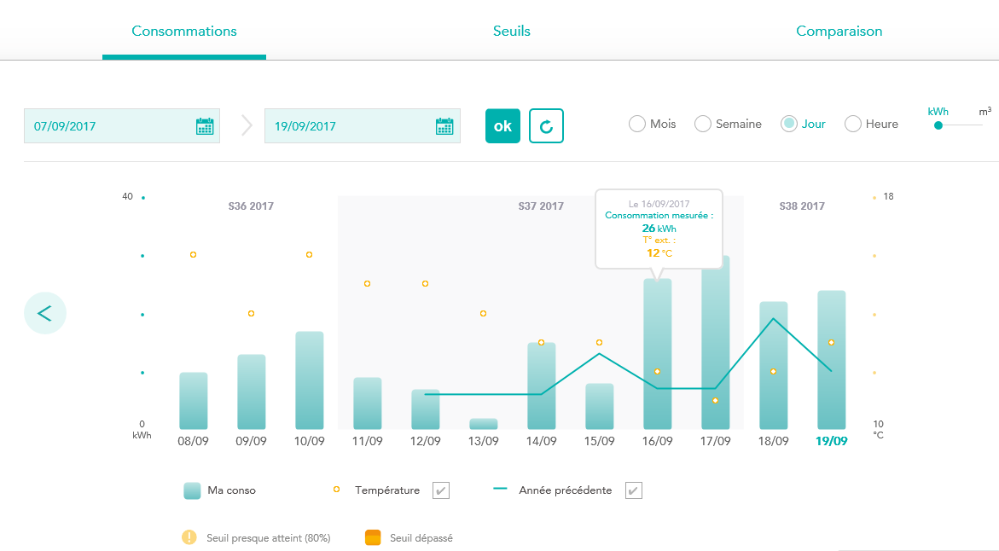 Consommations
Seuils
Comparaison
07/09/2017
19/09/2017
ok
Mois
Semaine
Jour
Heure
kWh
m³
40
18
S36 2017
S37 2017
S38 2017
Le 16/09/2017
Consommation mesurée :
26 kWh
T° ext. :
12 °C
0
kWh
10
°C
08/09
09/09
10/09
11/09
12/09
13/09
14/09
15/09
16/09
17/09
18/09
19/09
Ma conso
Température
Année précédente
Seuil presque atteint (80%)
Seuil dépassé